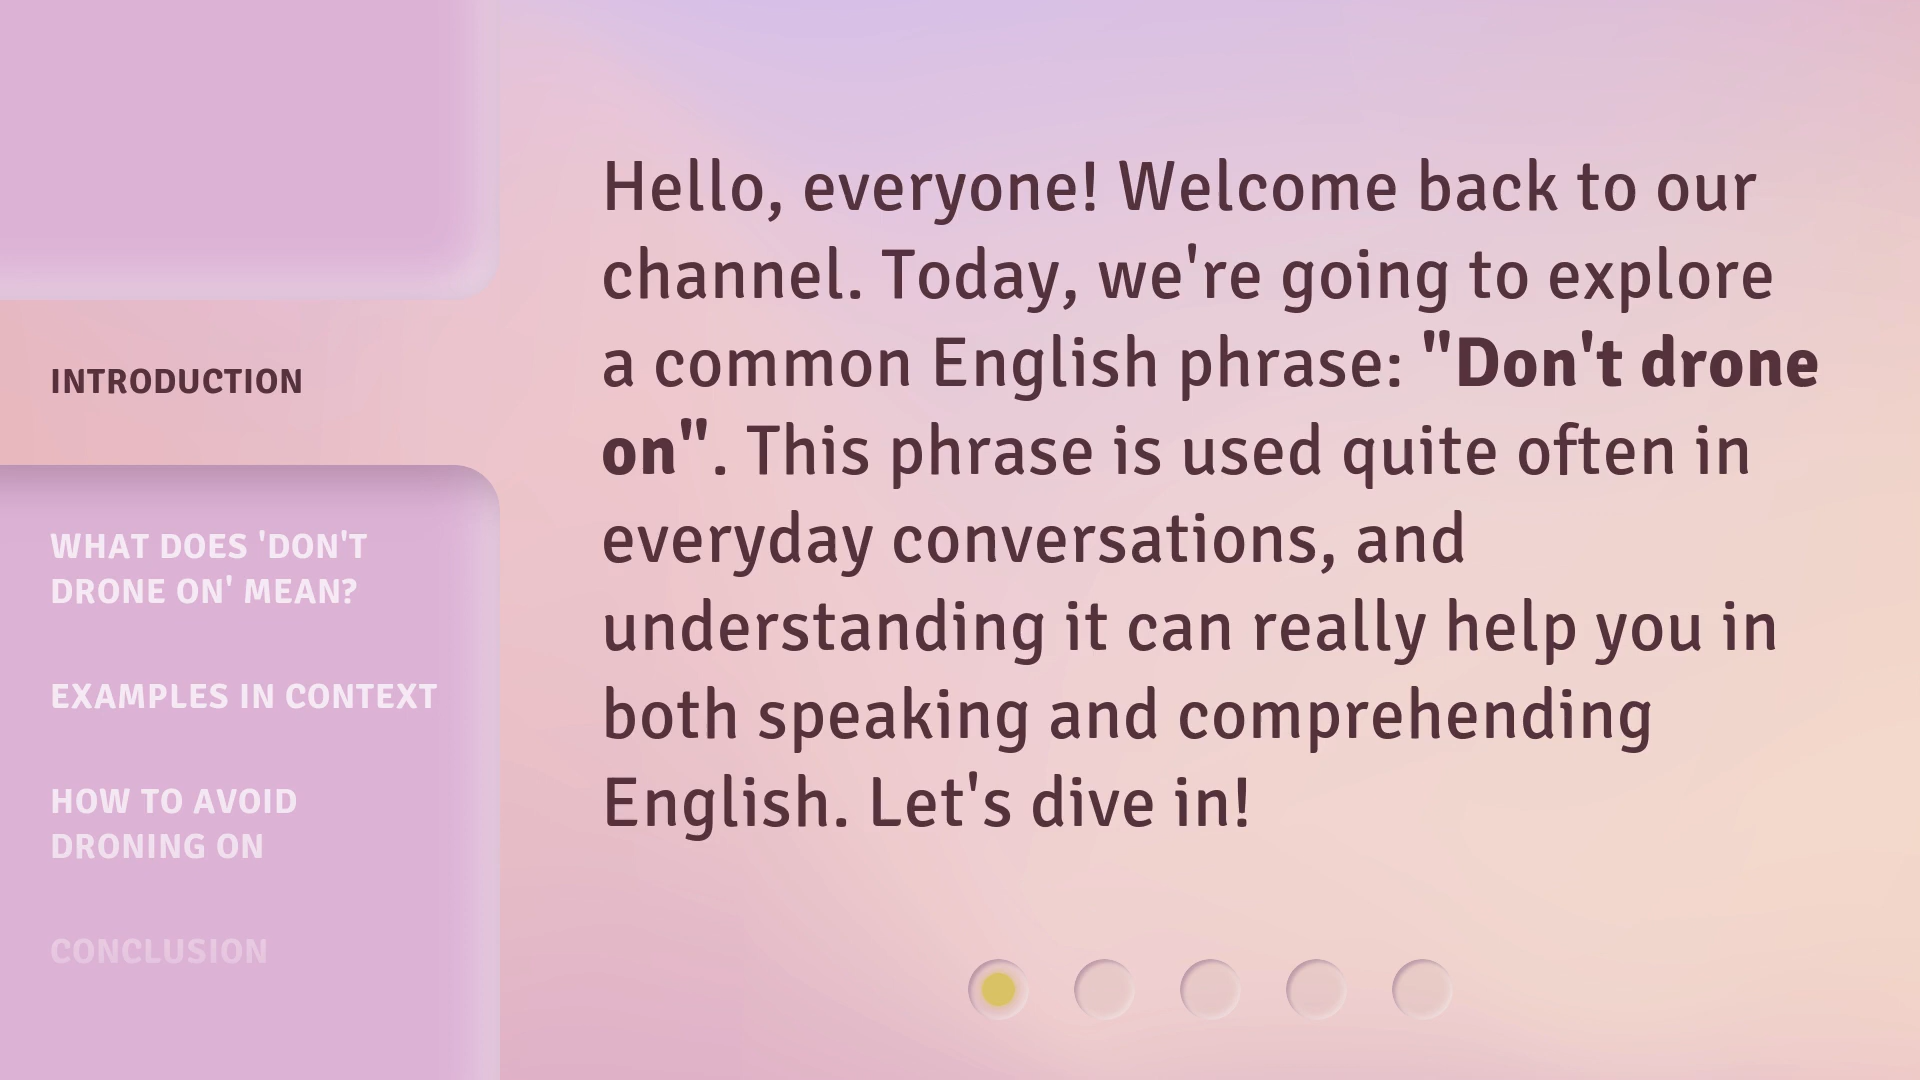 INTRODUCTION
WHAT DOES 'DON'T
DRONE ON' MEAN?
EXAMPLES IN CONTEXT
HOW TO AVOID
DRONING ON
CONCLUSION
Hello, everyone! Welcome back to our
channel. Today, we're going to explore
a common English phrase: "Don't drone
on". This phrase is used quite often in
everyday conversations, and
understanding it can really help you in
both speaking and comprehending
English. Let's dive in!